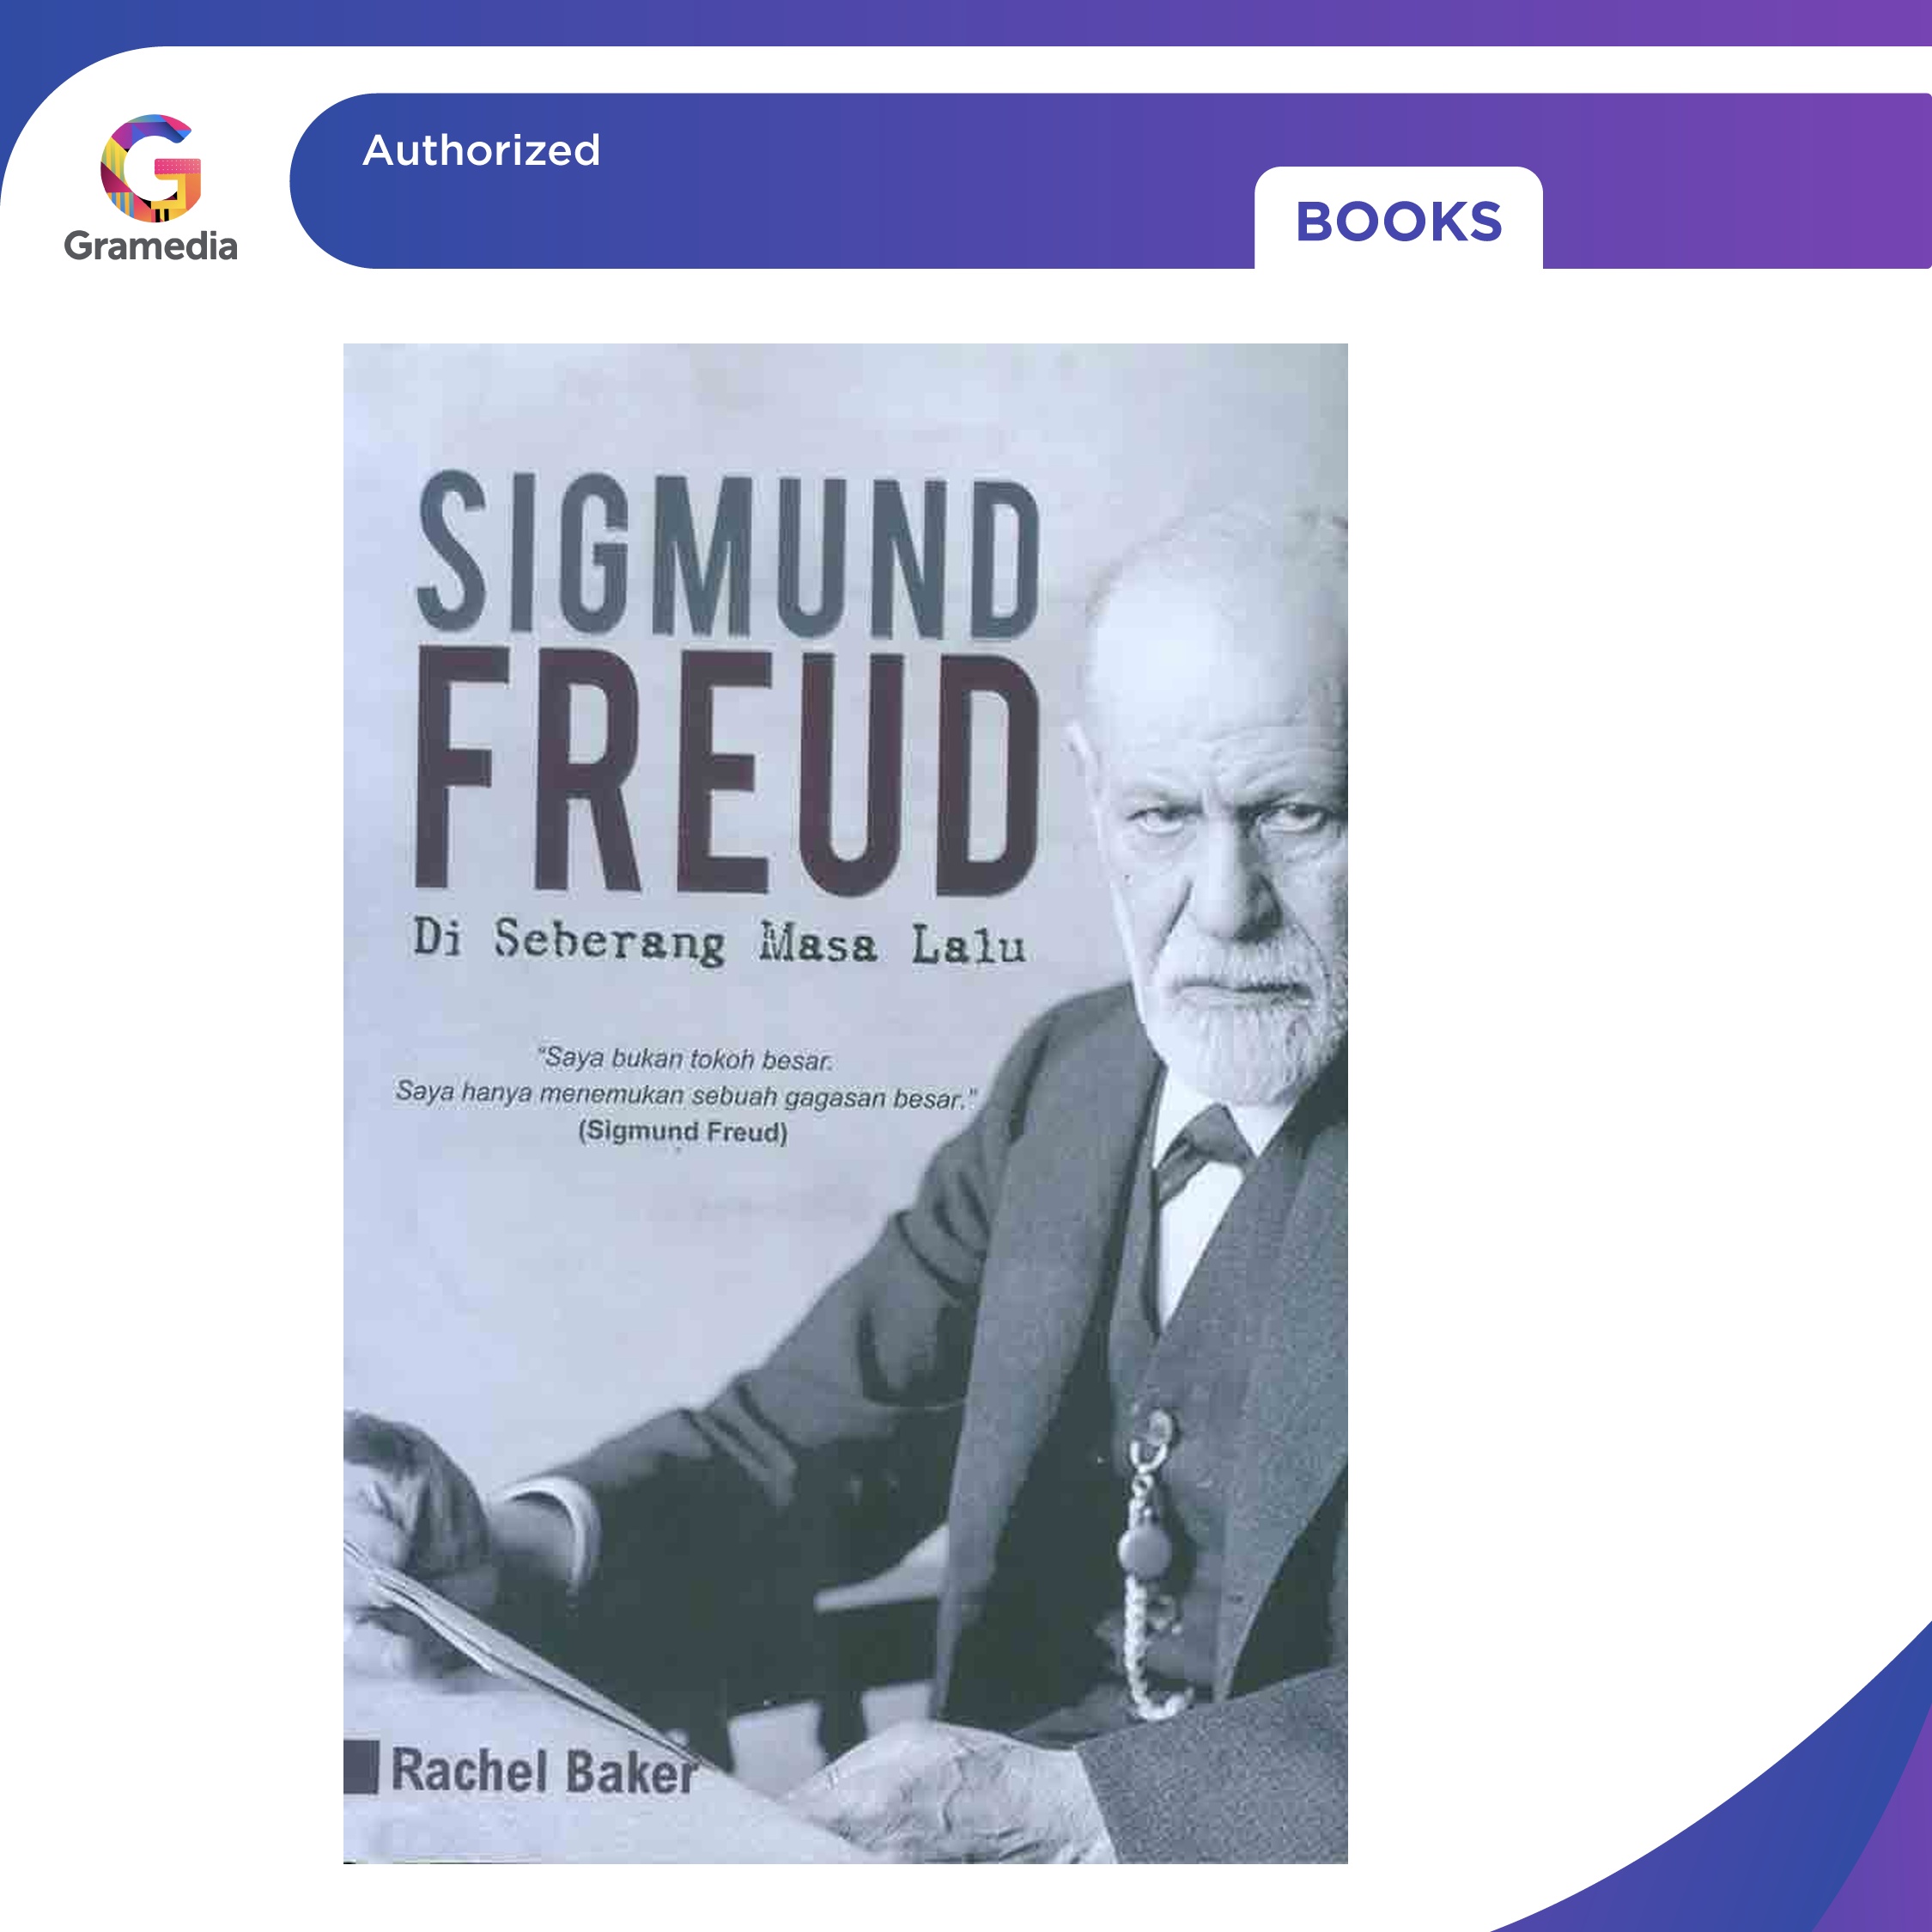 Gramedia
Authorized
BOOKS
SIGMUND
FREUD
Di Seberang Masa Lalu
"Saya bukan tokoh besar.
Saya hanya menemukan sebuah gagasan besar."
(Sigmund Freud)
Rachel Baker